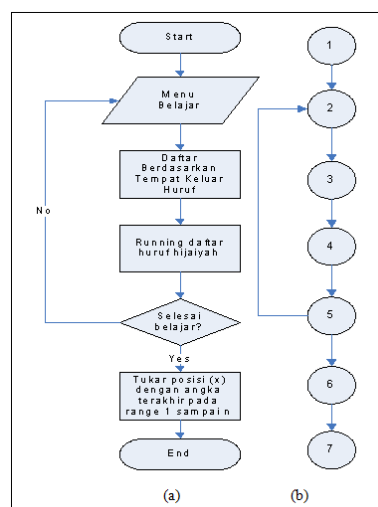 Start
Menu
Belajar
Daftar
Berdasarkan
Tempat Keluar
Huruf
No
Running daftar
huruf hijaiyah
Selesai
belajar?
Yes
Tukar posisi (x)
dengan angka
terakhir pada
range 1 sampain
End
(a)
1
2
3
4
5
6
7
(b)